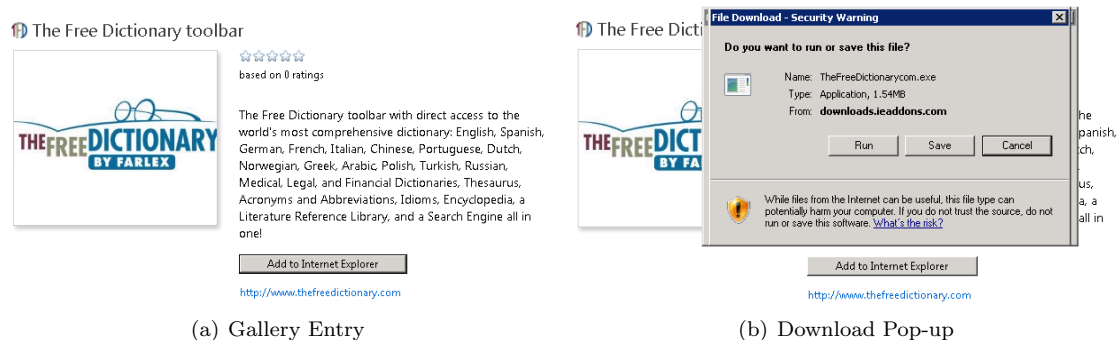 The Free Dictionary toolbar
based on 0 ratings
THEFREEDICTIONARY
BY FARLEX
The Free Dictionary toolbar with direct access to the
world's most comprehensive dictionary: English, Spanish,
German, French, Italian, Chinese, Portuguese, Dutch,
Norwegian, Greek, Arabic, Polish, Turkish, Russian,
Medical, Legal, and Financial Dictionaries, Thesaurus,
Acronyms and Abbreviations, Idioms, Encyclopedia, a
Literature Reference Library, and a Search Engine all in
one!
Add to Internet Explorer
http://www.thefreedictionary.com
(a) Gallery Entry
The Free Dicti
THEFREEDICT
BY FA
File Download - Security Warning
Do you want to run or save this file?
Name: TheFreeDictionarycom.exe
Type: Application, 1.54MB
From: downloads.ieaddons.com
Run Save Cancel
While files from the Internet can be useful, this file type can
potentially harm your computer. If you do not trust the source, do not
run or save this software. What's the risk?
he
panish,
tch,
us,
a, a
all in
Add to Internet Explorer
http://www.thefreedictionary.com
(b) Download Pop-up